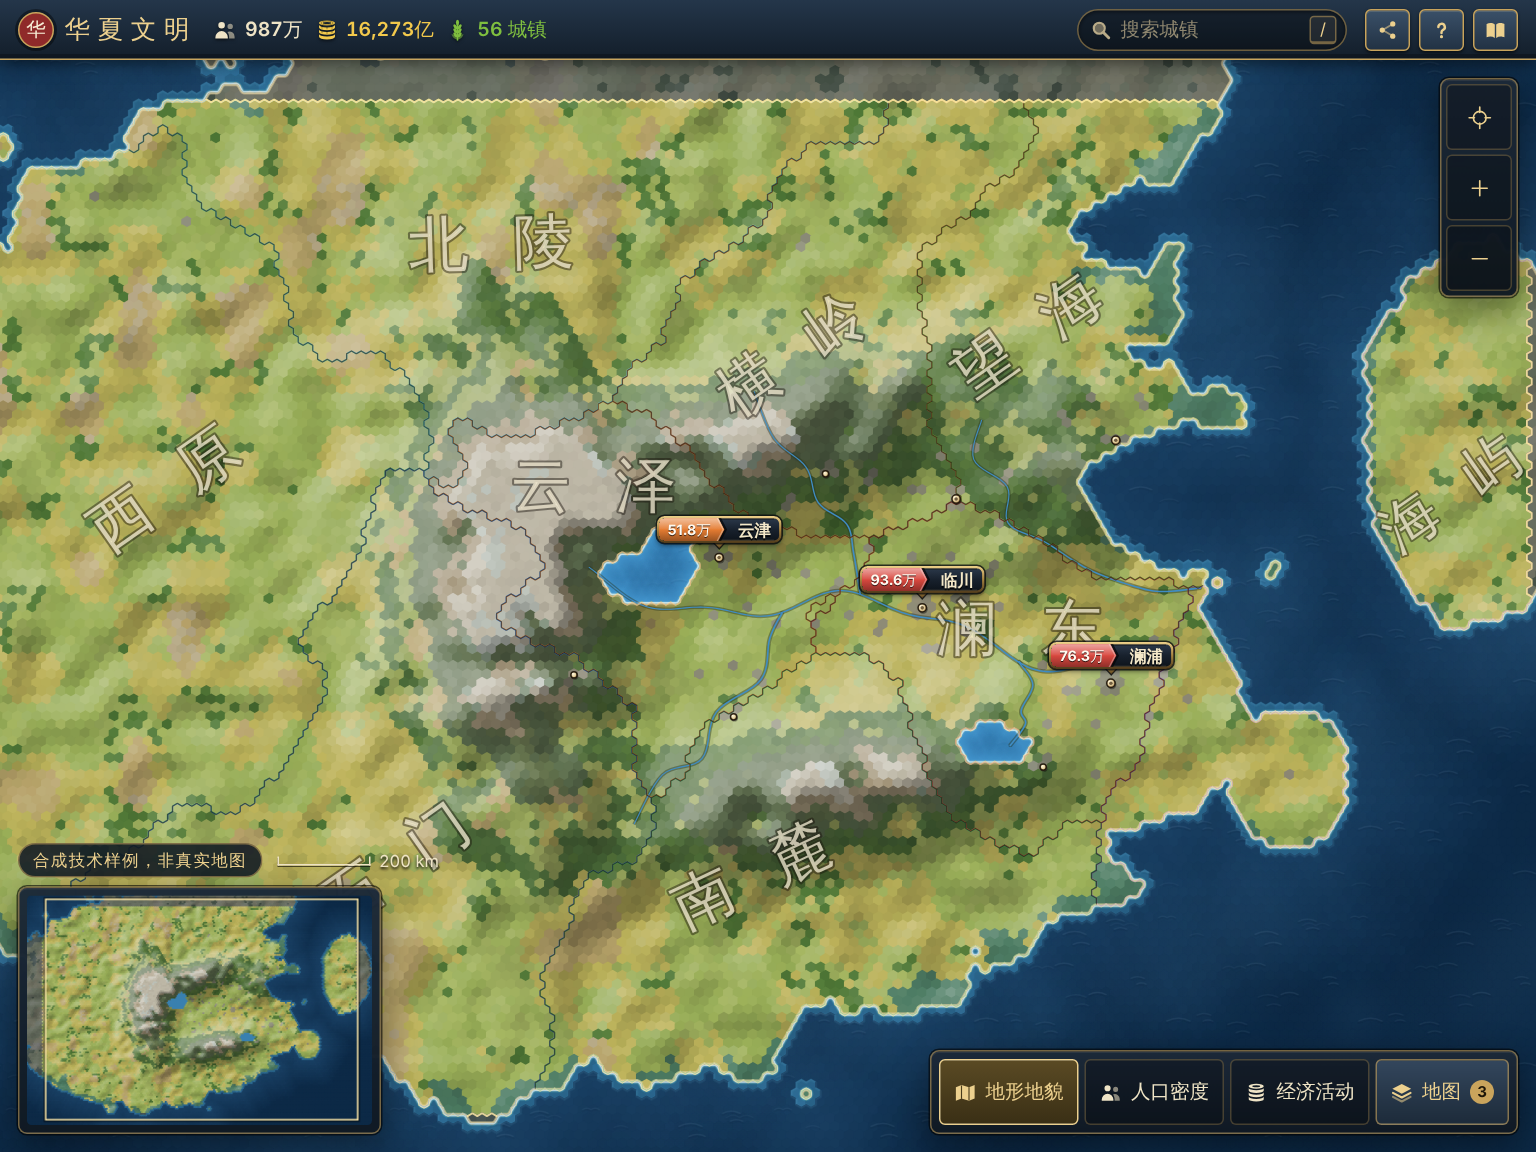 华 华夏文明 987万 16,273亿 56 城镇 搜索城镇 / ?
北陵
横岭
望海
西原
云泽
海屿
51.8万 云津
93.6万 临川
澜东
76.3万 澜浦
门
南麓
合成技术样例，非真实地图 200 km
地形地貌 人口密度 经济活动 地图 3